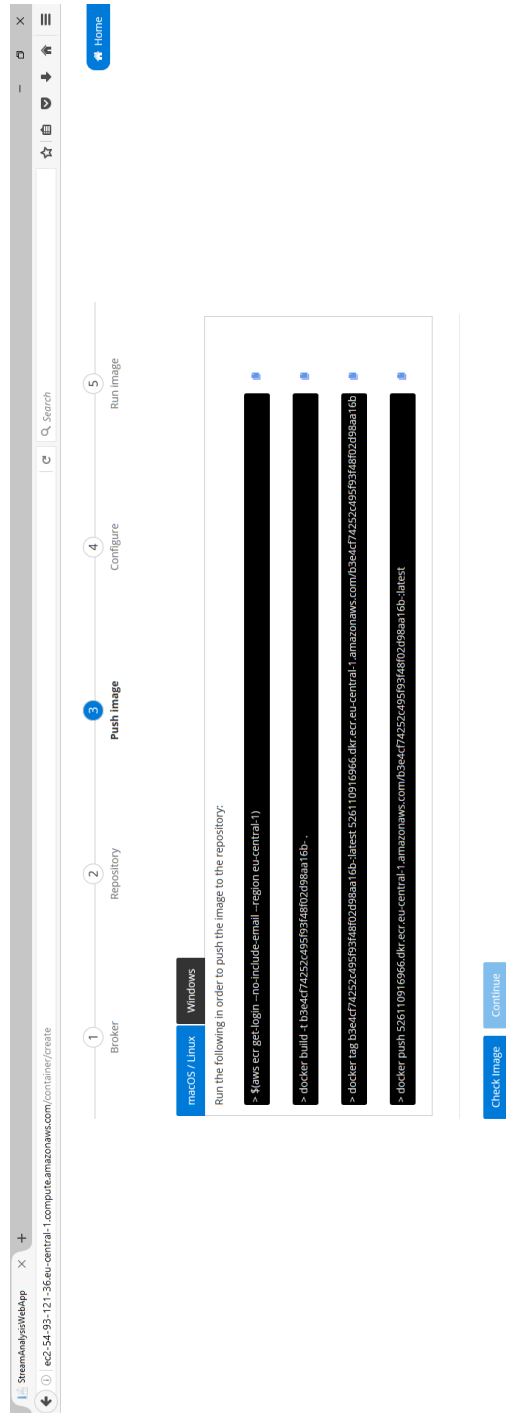 StreamAnalysisWebApp
ec2-54-93-121-36.eu-central-1.compute.amazonaws.com/container/create
Search
Home
1 2 3 4 5
Broker Repository Push image Configure Run image
macOS / Linux Windows
Run the following in order to push the image to the repository:
> $(aws ecr get-login --no-include-email --region eu-central-1)
> docker build -t b3e4cf74252c495f93f48f02d98aa16b- .
> docker tag b3e4cf74252c495f93f48f02d98aa16b-:latest 526110916966.dkr.ecr.eu-central-1.amazonaws.com/b3e4cf74252c495f93f48f02d98aa16b
> docker push 526110916966.dkr.ecr.eu-central-1.amazonaws.com/b3e4cf74252c495f93f48f02d98aa16b-:latest
Check Image Continue